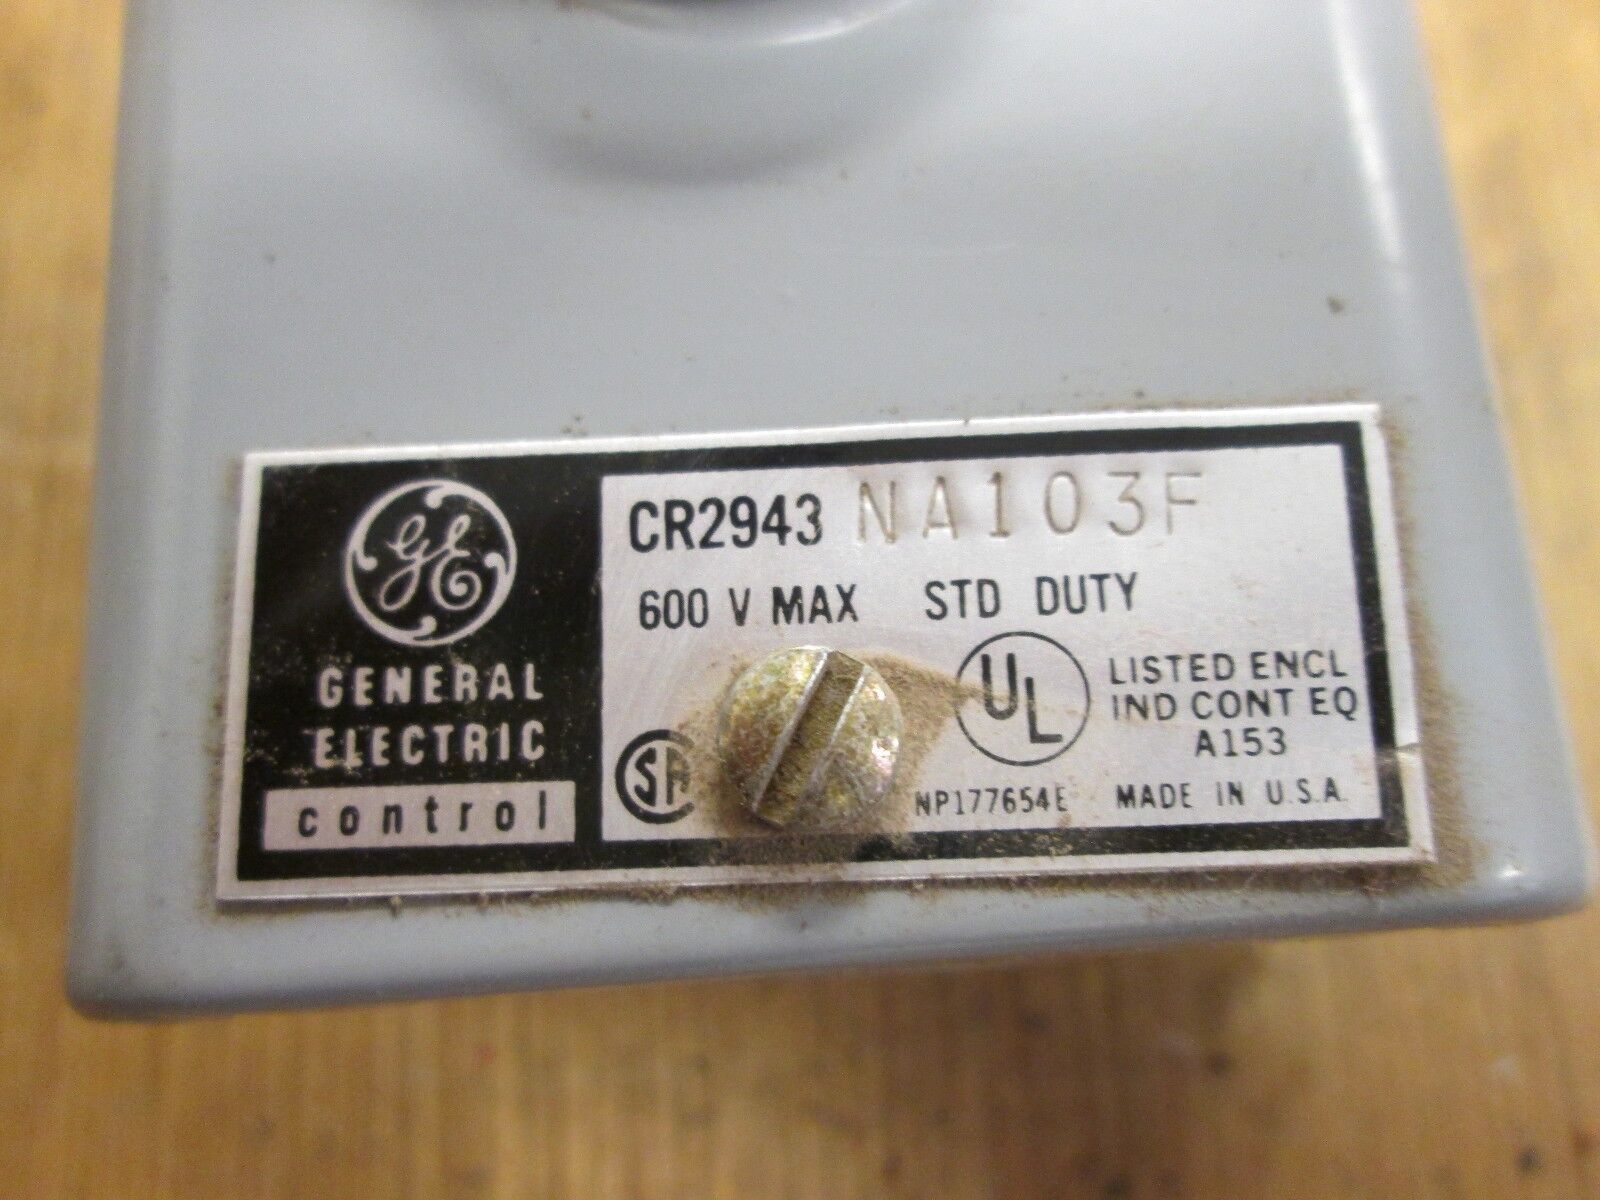 GE
GENERAL
ELECTRIC
control
CR2943 NA103F
600 V MAX STD DUTY
SA
UL
LISTED ENCL
IND CONT EQ
A153
NP177654E MADE IN U.S.A.